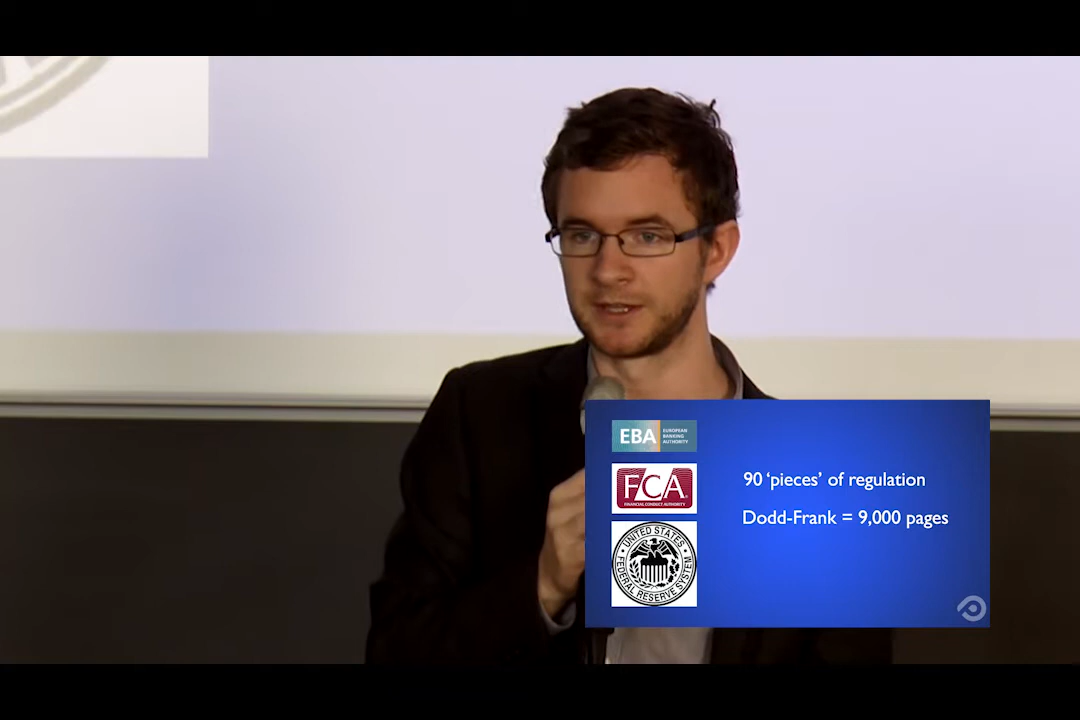 EBA
EUROPEAN
BANKING
AUTHORITY
FCA
FINANCIAL CONDUCT AUTHORITY
UNITED STATES
FEDERAL RESERVE SYSTEM
90 ‘pieces’ of regulation
Dodd-Frank = 9,000 pages